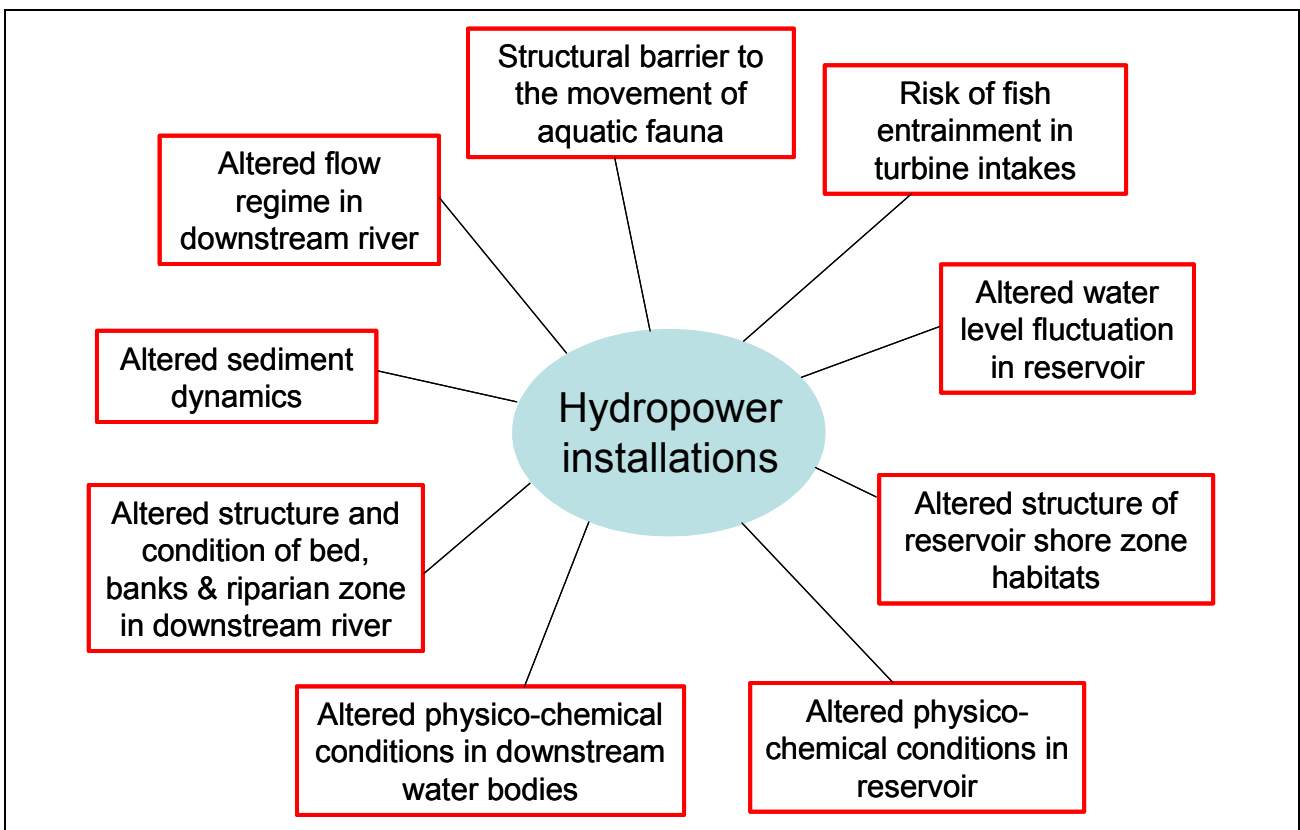 Structural barrier to
the movement of
aquatic fauna
Risk of fish
entrainment in
turbine intakes
Altered flow
regime in
downstream river
Altered water
level fluctuation
in reservoir
Altered sediment
dynamics
Hydropower
installations
Altered structure and
condition of bed,
banks & riparian zone
in downstream river
Altered structure of
reservoir shore zone
habitats
Altered physico-chemical
conditions in downstream
water bodies
Altered physico-
chemical conditions in
reservoir